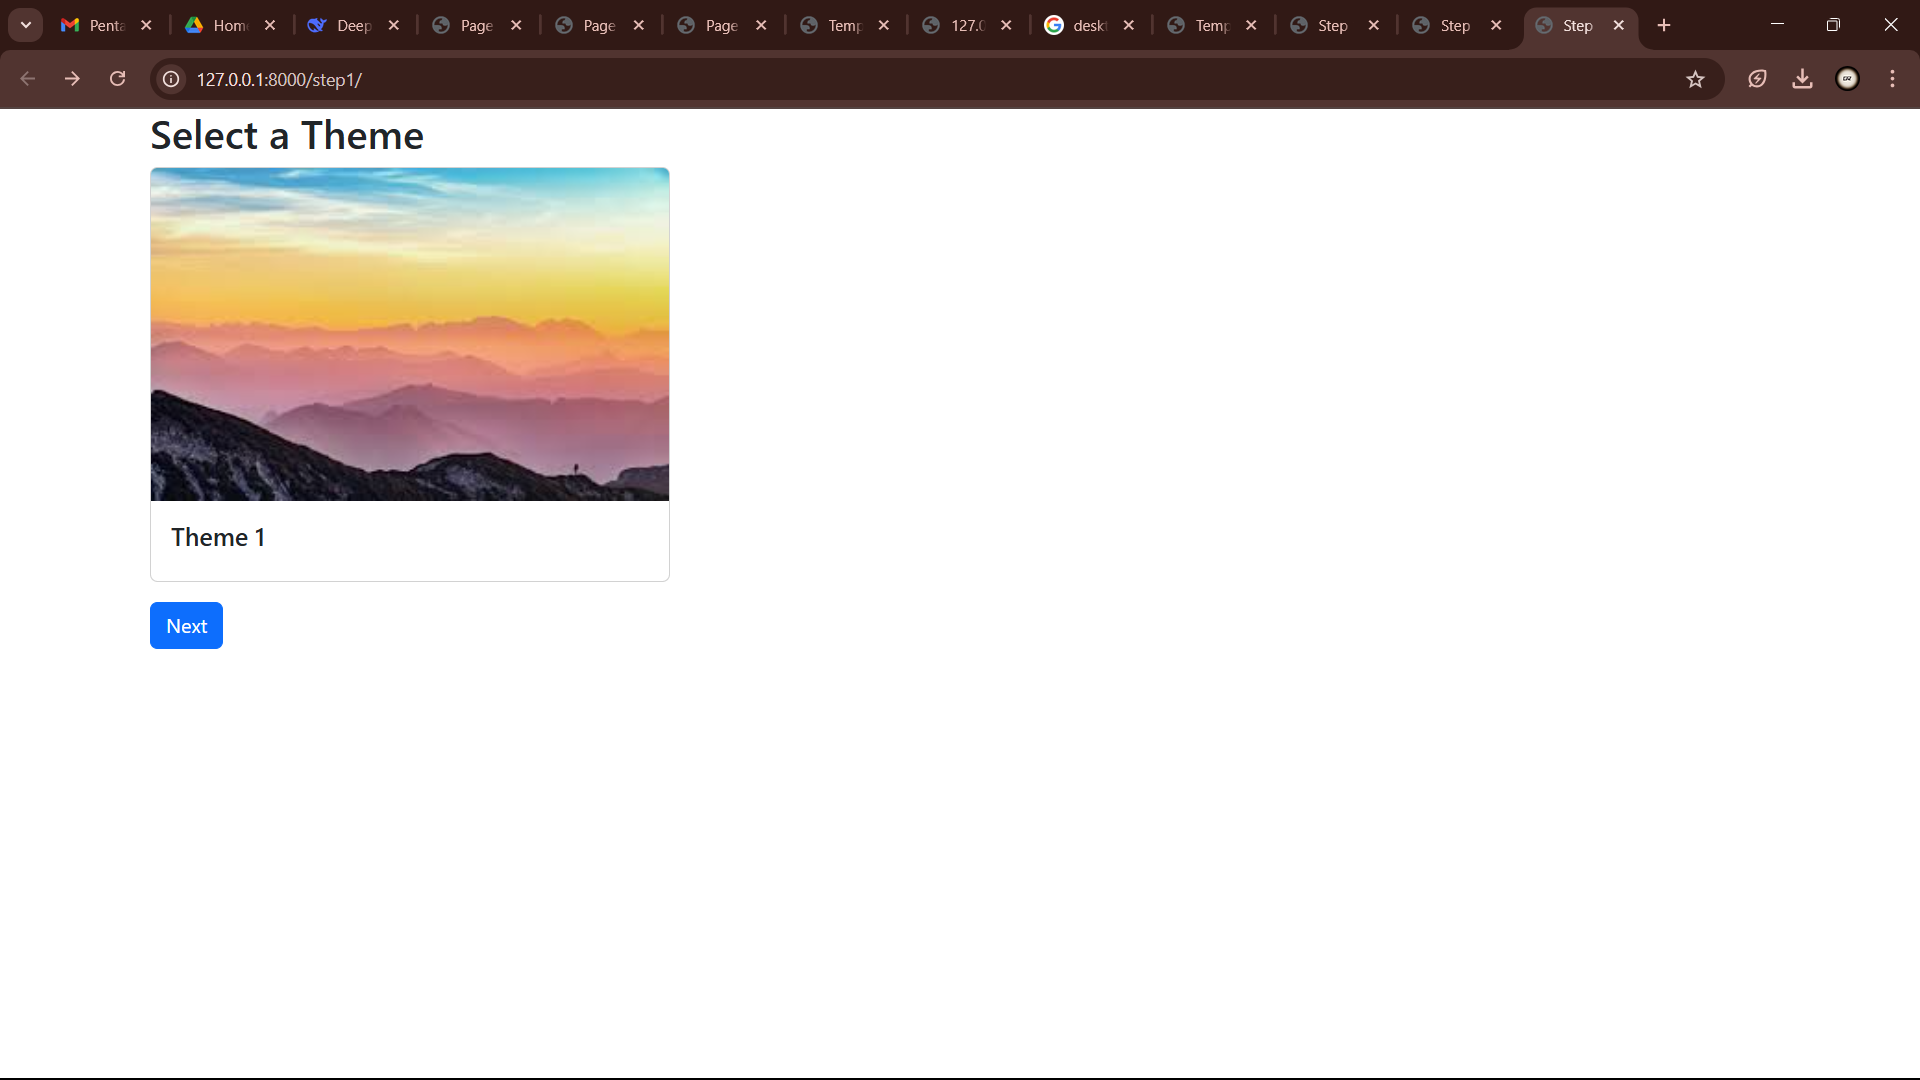 Penta
Hom
Deep
Page
Page
Page
Temp
127.0
deskt
Temp
Step
Step
Step
127.0.0.1:8000/step1/
Select a Theme
Theme 1
Next